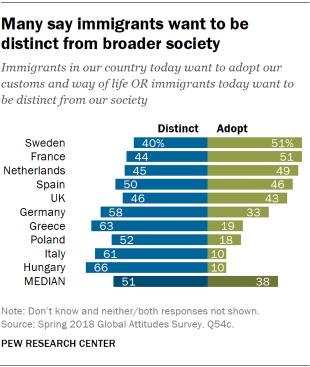 Many say immigrants want to be
distinct from broader society
Immigrants in our country today want to adopt our
customs and way of life OR immigrants today want to
be distinct from our society
Distinct Adopt
Sweden 40% 51%
France 44 51
Netherlands 45 49
Spain 50 46
UK 46 43
Germany 58 33
Greece 63 19
Poland 52 18
Italy 61 10
Hungary 66 10
MEDIAN 51 38
Note: Don't know and neither/both responses not shown.
Source: Spring 2018 Global Attitudes Survey. Q54c.
PEW RESEARCH CENTER